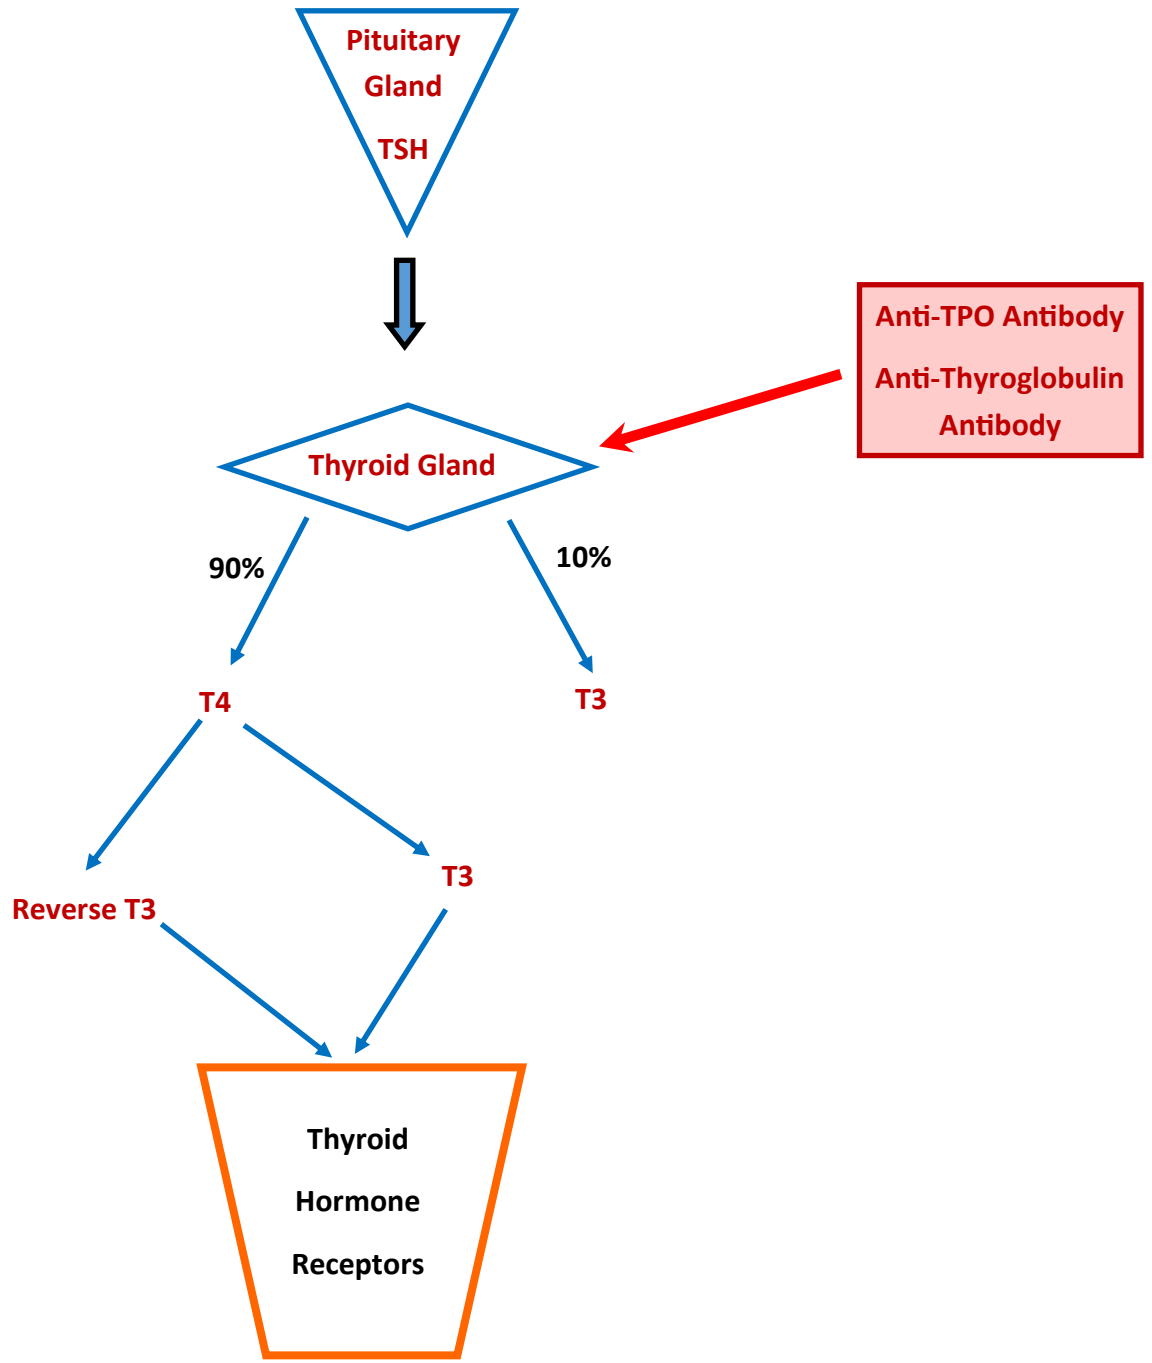 Pituitary
Gland
TSH
Anti-TPO Antibody
Anti-Thyroglobulin
Antibody
Thyroid Gland
90%
10%
T4
T3
T3
Reverse T3
Thyroid
Hormone
Receptors